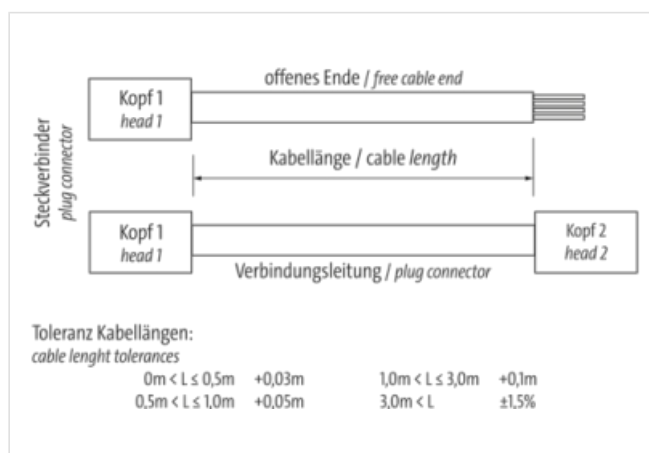 offenes Ende / free cable end
Kopf 1
head 1
Steckverbinder
plug connector
Kabellänge / cable length
Kopf 1
head 1
Kopf 2
head 2
Verbindungsleitung / plug connector
Toleranz Kabellängen:
cable lenght tolerances
0m < L ≤ 0,5m +0,03m 1,0m < L ≤ 3,0m +0,1m
0,5m < L ≤ 1,0m +0,05m 3,0m < L ±1,5%